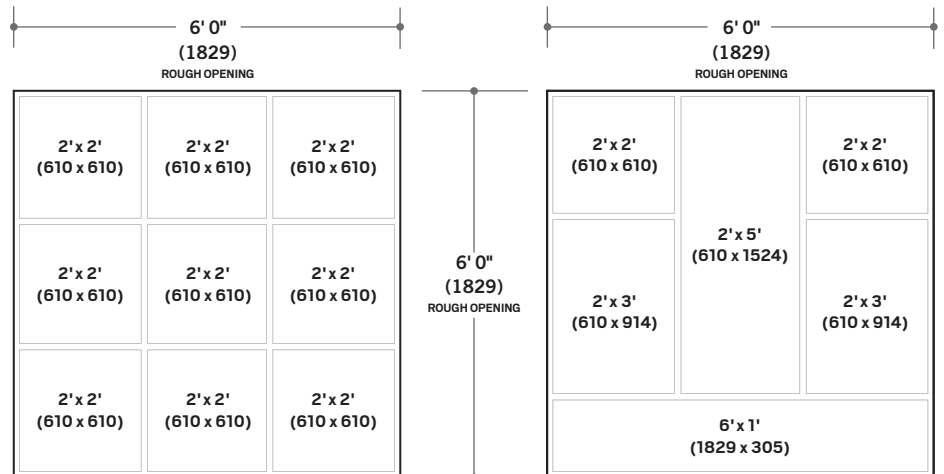 6' 0"
(1829)
ROUGH OPENING
2' x 2'
(610 x 610)
2' x 2'
(610 x 610)
2' x 2'
(610 x 610)
2' x 2'
(610 x 610)
2' x 2'
(610 x 610)
2' x 2'
(610 x 610)
2' x 2'
(610 x 610)
2' x 2'
(610 x 610)
2' x 2'
(610 x 610)
6' 0"
(1829)
ROUGH OPENING
6' 0"
(1829)
ROUGH OPENING
2' x 2'
(610 x 610)
2' x 5'
(610 x 1524)
2' x 2'
(610 x 610)
2' x 3'
(610 x 914)
2' x 3'
(610 x 914)
6' x 1'
(1829 x 305)